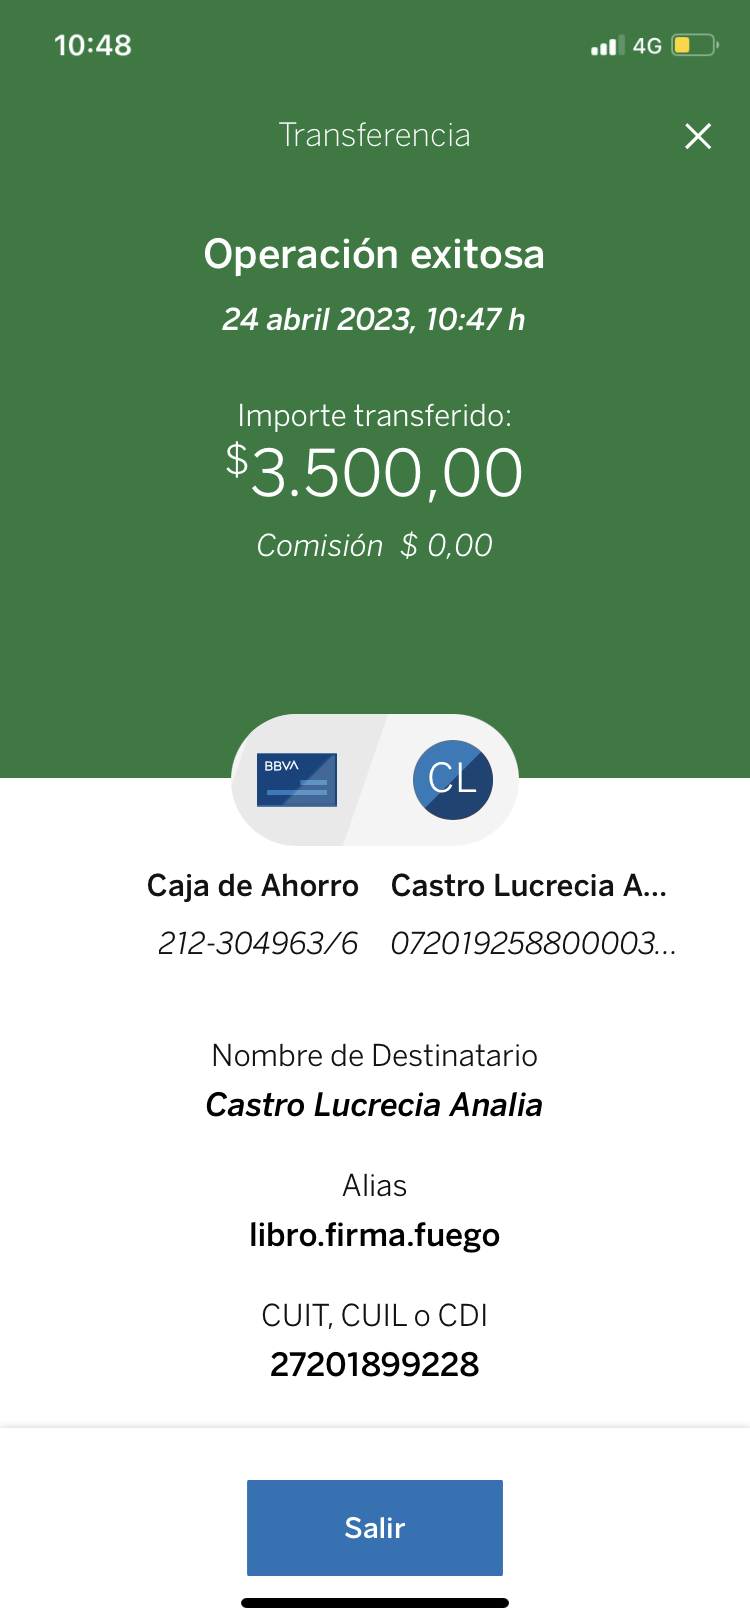 10:48
4G
Transferencia
Operación exitosa
24 abril 2023, 10:47 h
Importe transferido:
$3.500,00
Comisión $ 0,00
BBVA
CL
Caja de Ahorro
212-304963/6
Castro Lucrecia A...
072019258800003...
Nombre de Destinatario
Castro Lucrecia Analia
Alias
libro.firma.fuego
CUIT, CUIL o CDI
27201899228
Salir